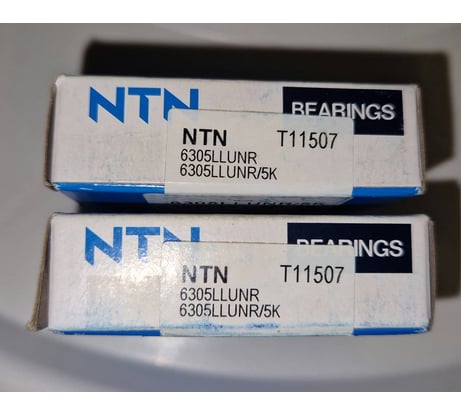 NTN BEARINGS
NTN T11507
6305LLUNR
6305LLUNR/5K
NTN BEARINGS
NTN T11507
6305LLUNR
6305LLUNR/5K